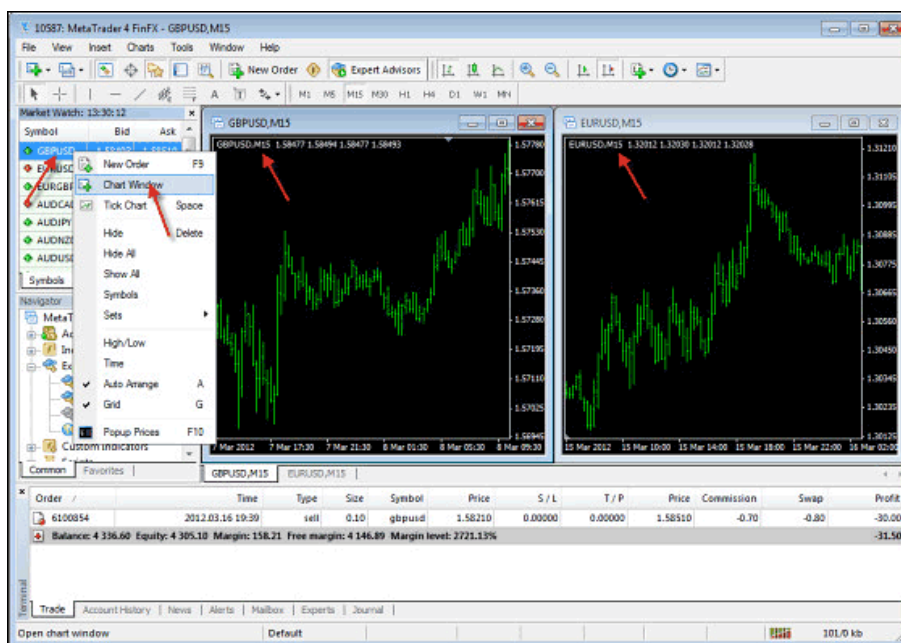 10587: MetaTrader 4 FinFX - GBPUSD,M15
File View Insert Charts Tools Window Help
New Order Expert Advisors
A T M1 M5 M15 M30 H1 H4 D1 W1 MN
Market Watch: 13:30:12
Symbol Bid Ask
GBPUSD
EURGBP
AUDJPY
Symbols
New Order F9
Chart Window
Tick Chart Space
Hide Delete
Hide All
Show All
Symbols
Sets
High/Low
Time
Auto Arrange A
Grid G
Popup Prices F10
Navigator
Custom Indicators
Common Favorites
GBPUSD,M15
GBPUSD,M15 1.58477 1.58494 1.58477 1.58493
1.57780
1.57700
1.57615
1.57530
1.57445
1.57360
1.57280
1.57195
1.57110
1.57025
1.56945
7 Mar 2012 7 Mar 17:30 7 Mar 21:30 8 Mar 01:30 8 Mar 05:30 8 Mar 09:30
EURUSD,M15
EURUSD,M15 1.32012 1.32030 1.32012 1.32028
1.31210
1.31100
1.30995
1.30885
1.30775
1.30665
1.30560
1.30450
1.30345
1.30235
1.30125
15 Mar 2012 15 Mar 10:00 15 Mar 14:00 15 Mar 18:00 15 Mar 22:00 16 Mar 02:00
GBPUSD,M15 EURUSD,M15
Order / Time Type Size Symbol Price S / L T / P Price Commission Swap Profit
6100854 2012.03.16 19:39 sell 0.10 gbpusd 1.58210 0.00000 0.00000 1.58510 -0.70 -0.80 -30.00
Balance: 4 336.60 Equity: 4 305.10 Margin: 158.21 Free margin: 4 146.89 Margin level: 2721.13% -31.50
Terminal
Trade Account History News Alerts Mailbox Experts Journal
Open chart window Default 101/0 kb